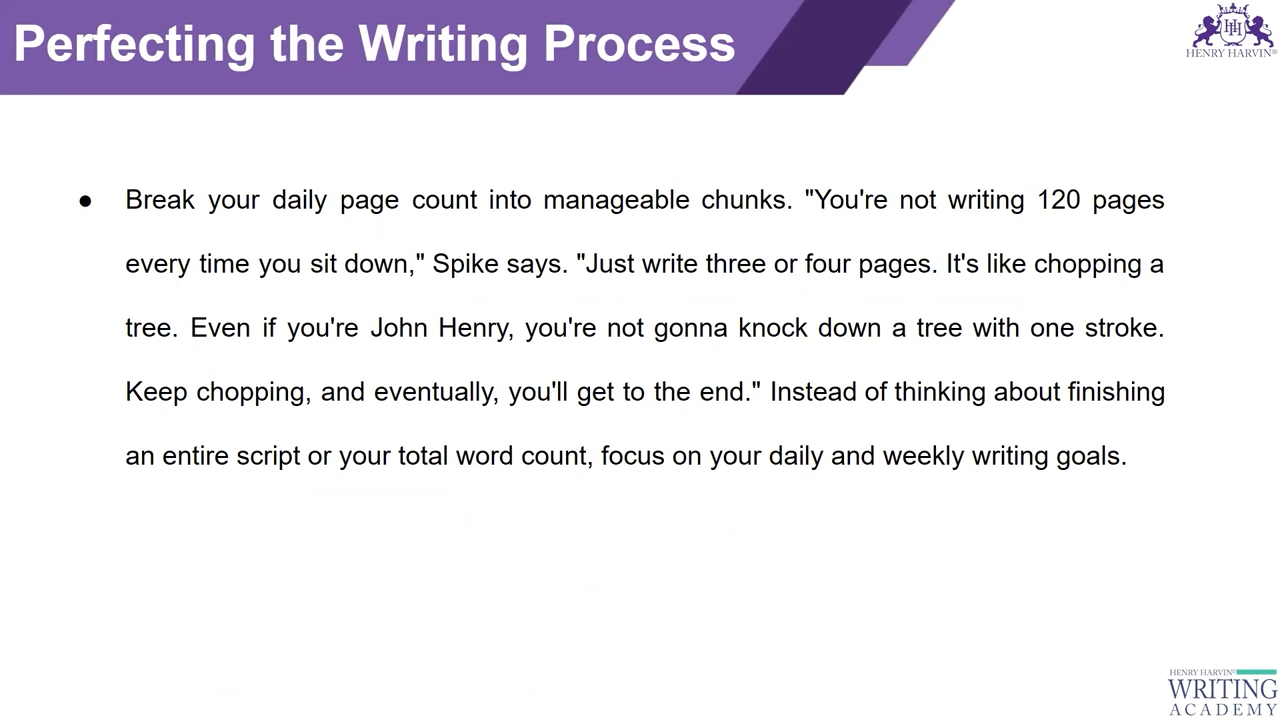 Perfecting the Writing Process
HENRY HARVIN®
● Break your daily page count into manageable chunks. "You're not writing 120 pages
every time you sit down," Spike says. "Just write three or four pages. It's like chopping a
tree. Even if you're John Henry, you're not gonna knock down a tree with one stroke.
Keep chopping, and eventually, you'll get to the end." Instead of thinking about finishing
an entire script or your total word count, focus on your daily and weekly writing goals.
HENRY HARVIN®
WRITING
ACADEMY